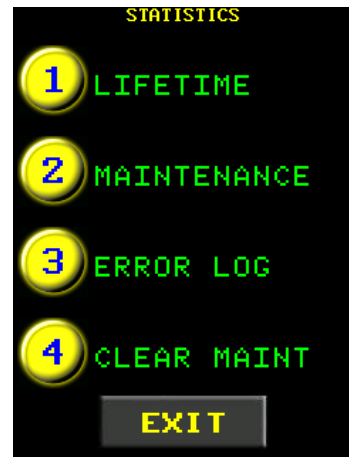 STATISTICS
1 LIFETIME
2 MAINTENANCE
3 ERROR LOG
4 CLEAR MAINT
EXIT